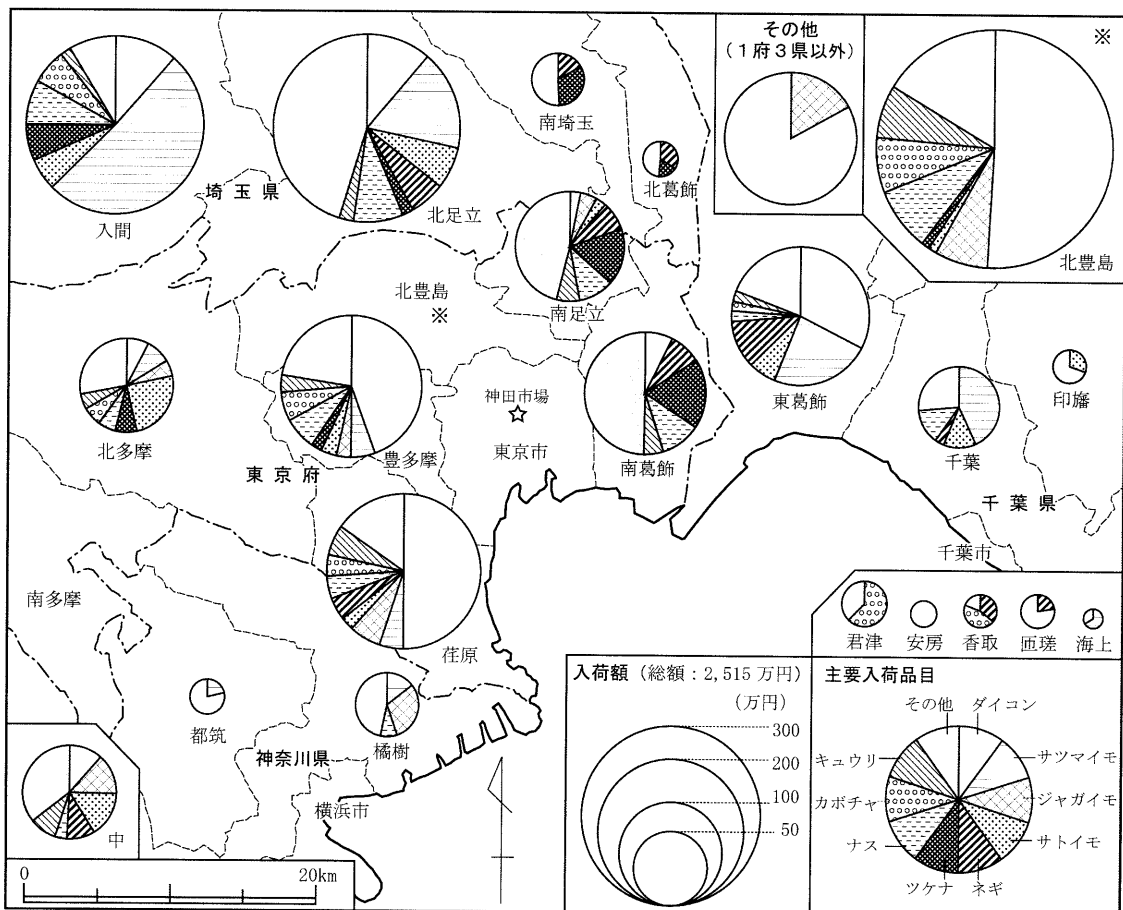 その他
(1府3県以外)
※
北豊島
南埼玉
北葛飾
埼玉県
入間
北足立
南足立
北豊島
※
東葛飾
印旛
千葉
千葉県
千葉市
北多摩
東京府
豊多摩
神田市場
☆
東京市
南葛飾
南多摩
荏原
都筑
橘樹
神奈川県
横浜市
中
君津
安房
香取
匝瑳
海上
0
20km
入荷額(総額:2,515万円)
(万円)
300
200
100
50
主要入荷品目
その他
ダイコン
キュウリ
サツマイモ
カボチャ
ジャガイモ
ナス
サトイモ
ツケナ
ネギ